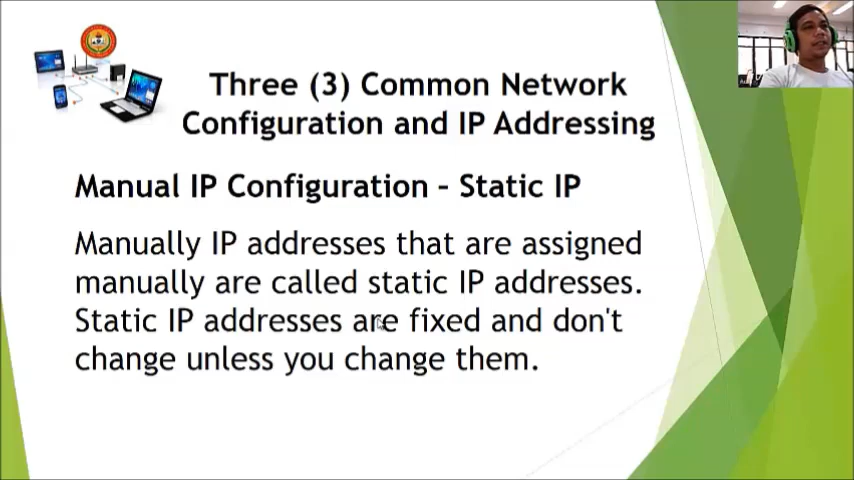 Three (3) Common Network
Configuration and IP Addressing
Manual IP Configuration – Static IP
Manually IP addresses that are assigned
manually are called static IP addresses.
Static IP addresses are fixed and don't
change unless you change them.